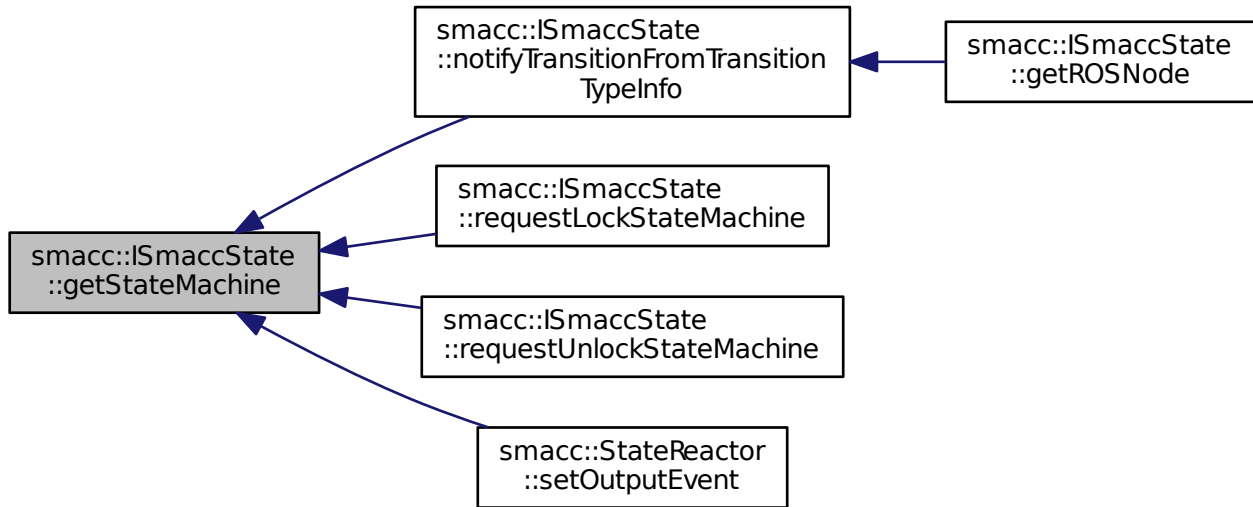 smacc::ISmaccState
::getStateMachine
smacc::ISmaccState
::notifyTransitionFromTransition
TypeInfo
smacc::ISmaccState
::getROSNode
smacc::ISmaccState
::requestLockStateMachine
smacc::ISmaccState
::requestUnlockStateMachine
smacc::StateReactor
::setOutputEvent